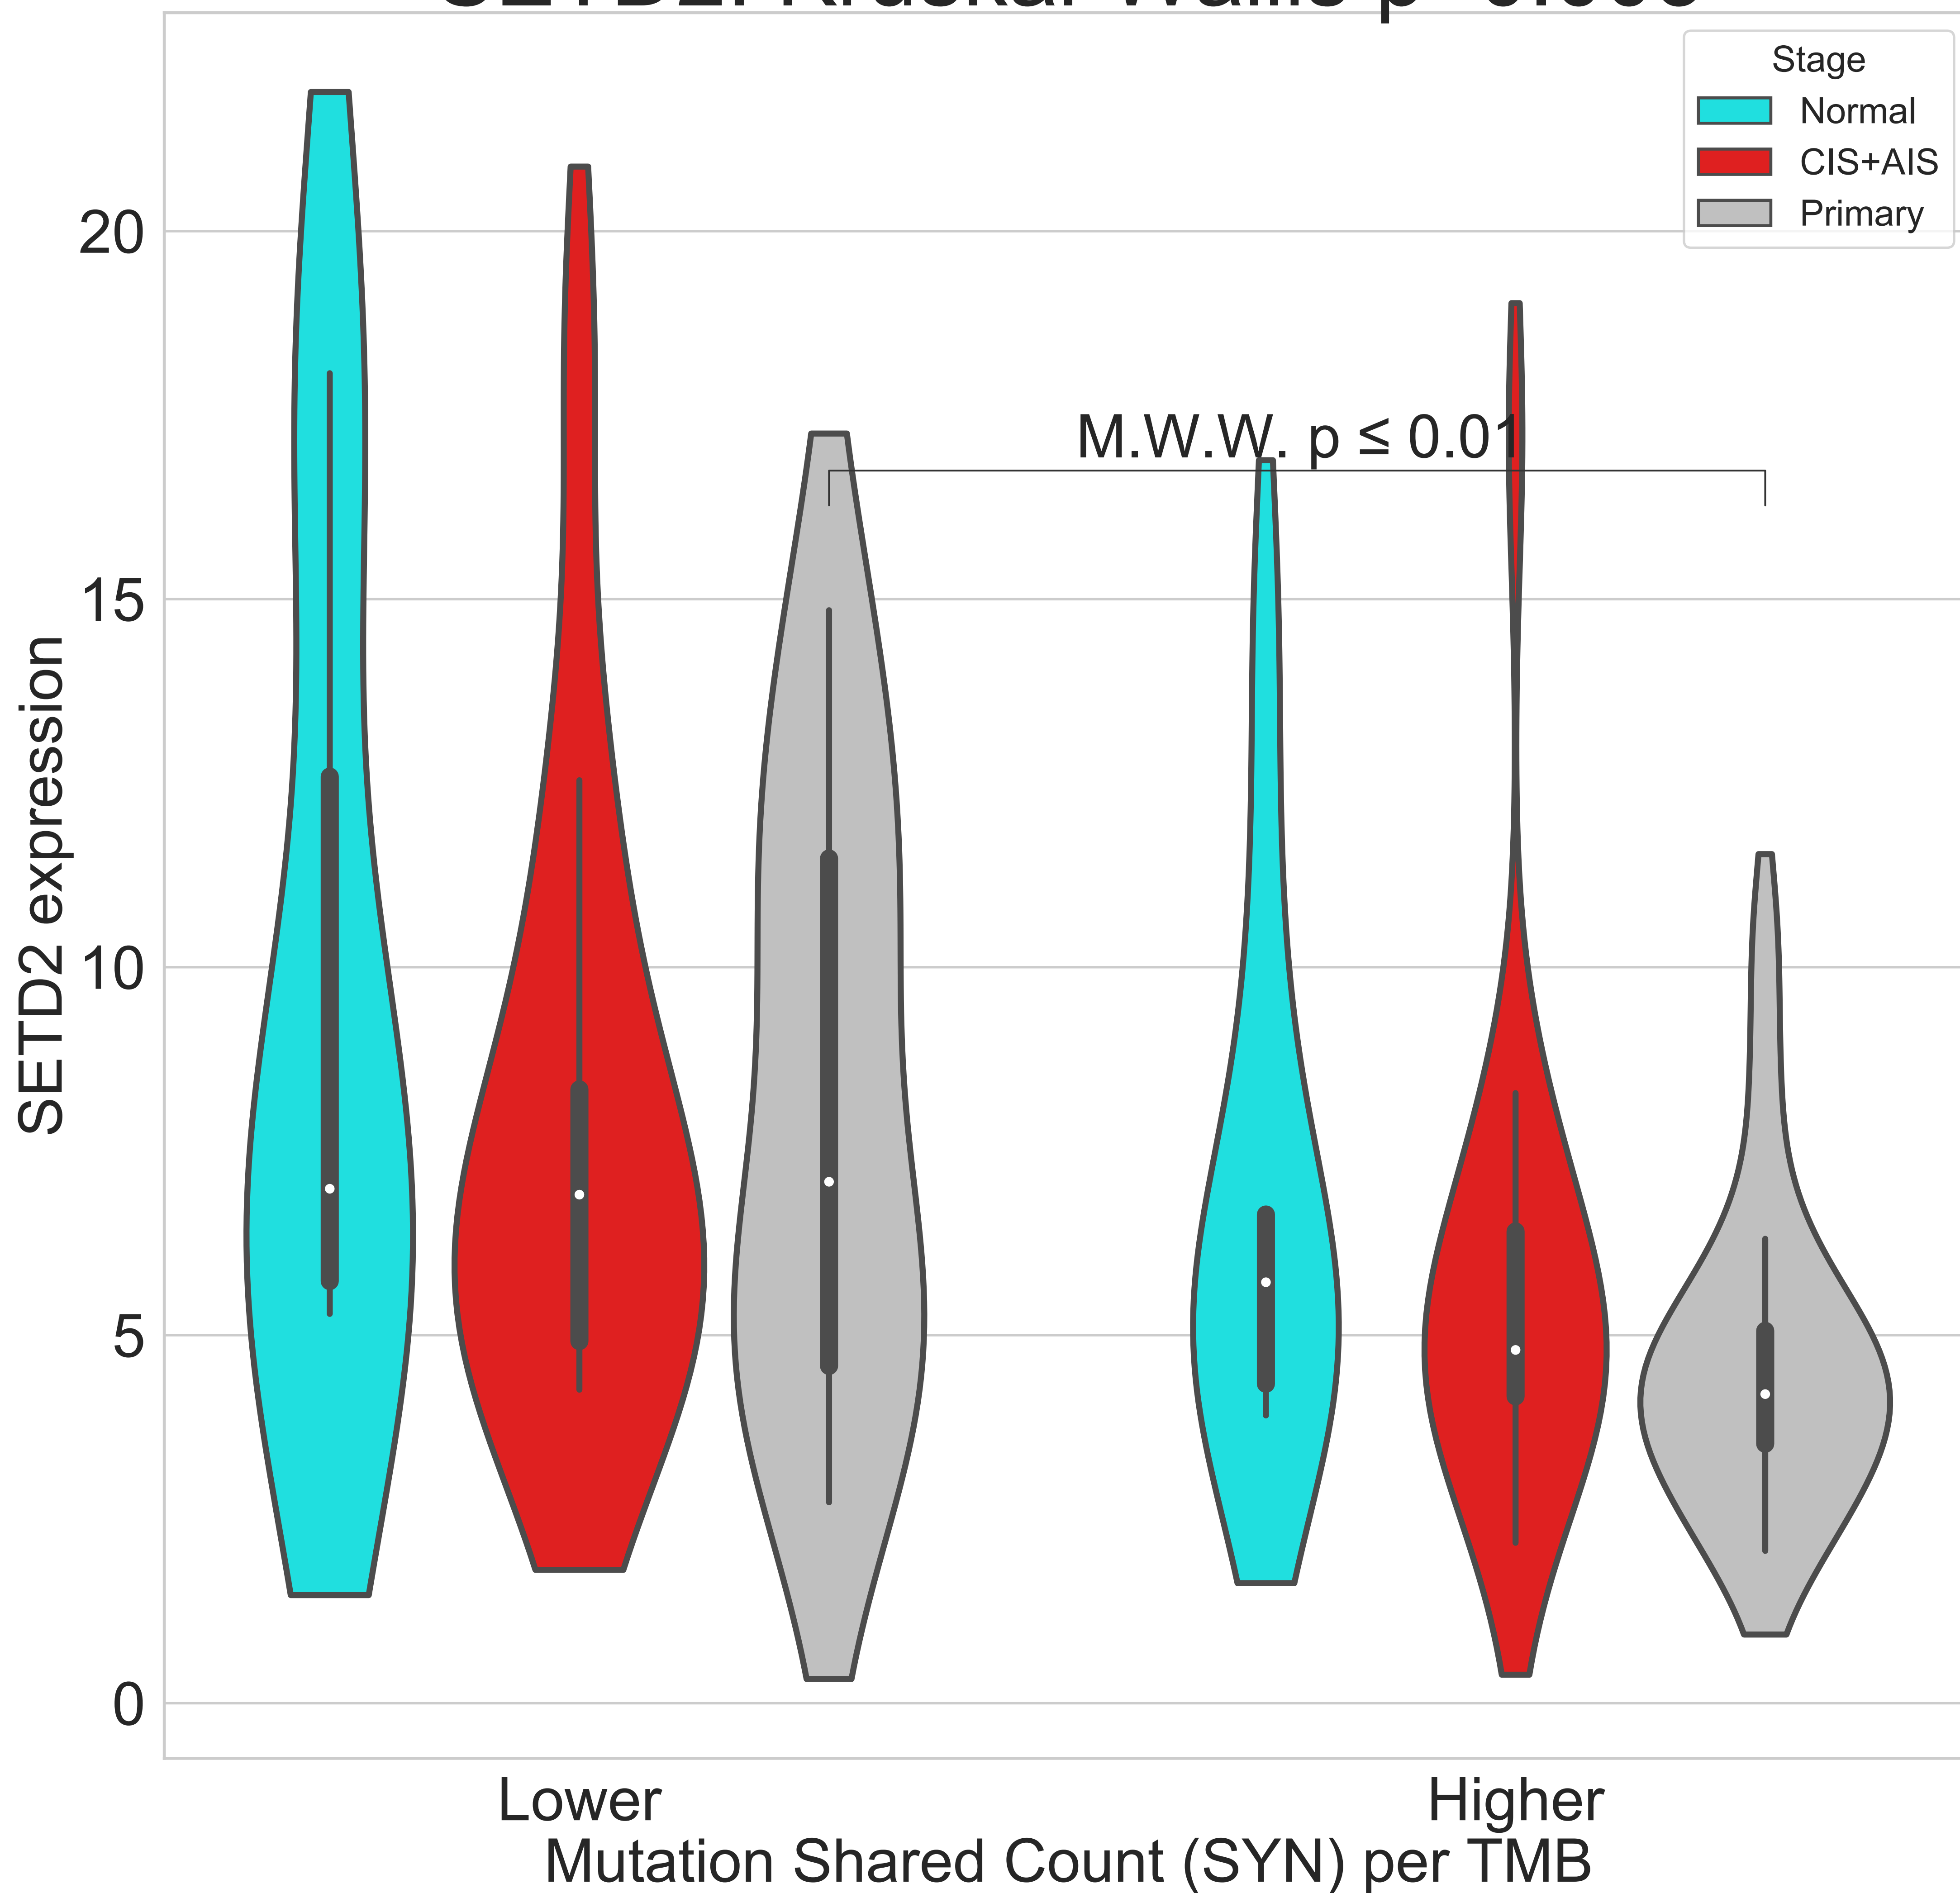 Stage
Normal
CIS+AIS
Primary
M.W.W. p ≤ 0.01
20
15
10
5
0
SETD2 expression
Lower
Higher
Mutation Shared Count (SYN) per TMB